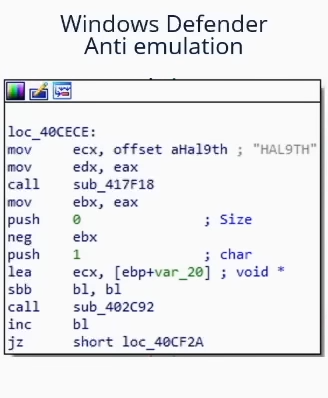 Windows Defender
Anti emulation
loc_40CECE:
mov ecx, offset aHal9th ; "HAL9TH"
mov edx, eax
call sub_417F18
mov ebx, eax
push 0 ; Size
neg ebx
push 1 ; char
lea ecx, [ebp+var_20] ; void *
sbb bl, bl
call sub_402C92
inc bl
jz short loc_40CF2A